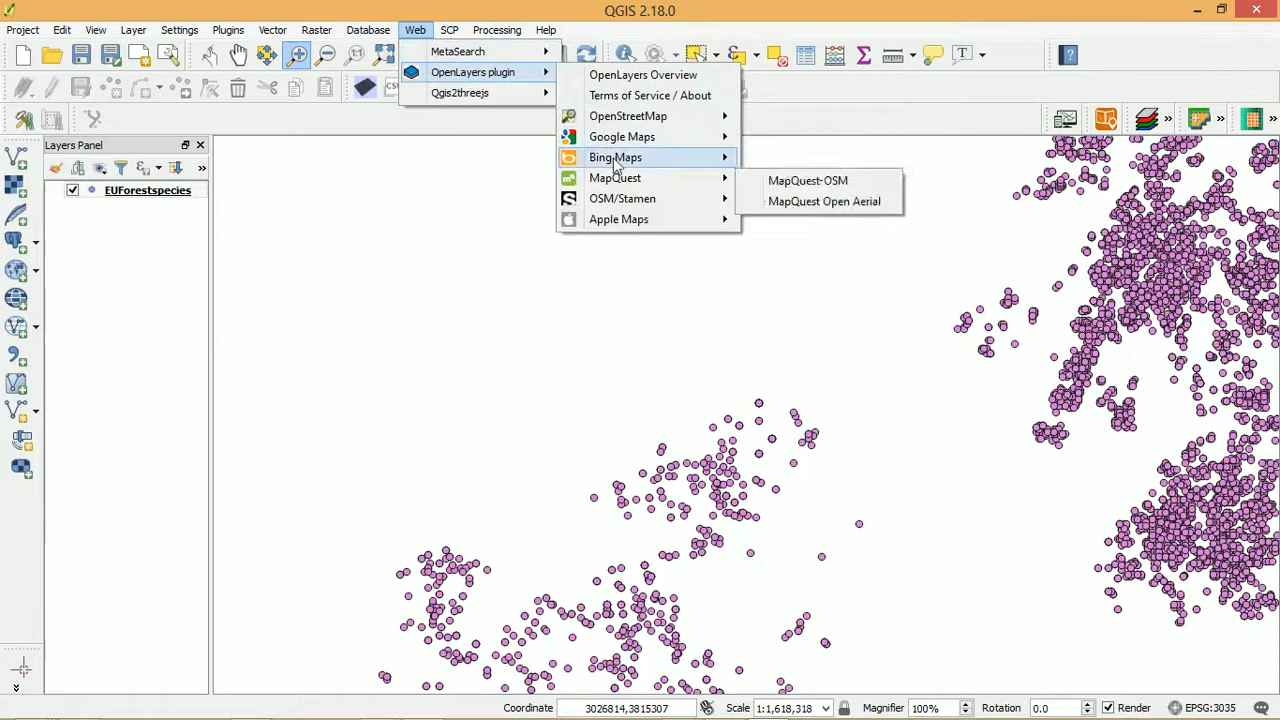 QGIS 2.18.0
Project Edit View Layer Settings Plugins Vector Raster Database Web SCP Processing Help
MetaSearch
OpenLayers plugin
Qgis2threejs
OpenLayers Overview
Terms of Service / About
OpenStreetMap
Google Maps
Bing Maps
MapQuest
OSM/Stamen
Apple Maps
MapQuest-OSM
MapQuest Open Aerial
Layers Panel
EUForestspecies
Coordinate 3026814,3815307 Scale 1:1,618,318 Magnifier 100% Rotation 0.0 Render EPSG:3035